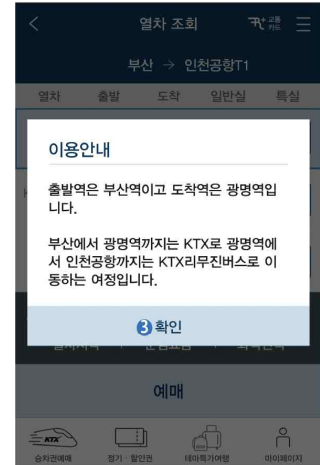 열차 조회
교통
카드
부산 → 인천공항T1
열차 출발 도착 일반실 특실
이용안내
출발역은 부산역이고 도착역은 광명역입
니다.
부산에서 광명역까지는 KTX로 광명역에
서 인천공항까지는 KTX리무진버스로 이
동하는 여정입니다.
3 확인
예매
KTX
승차권예매 정기·할인권 테마특가여행 마이페이지